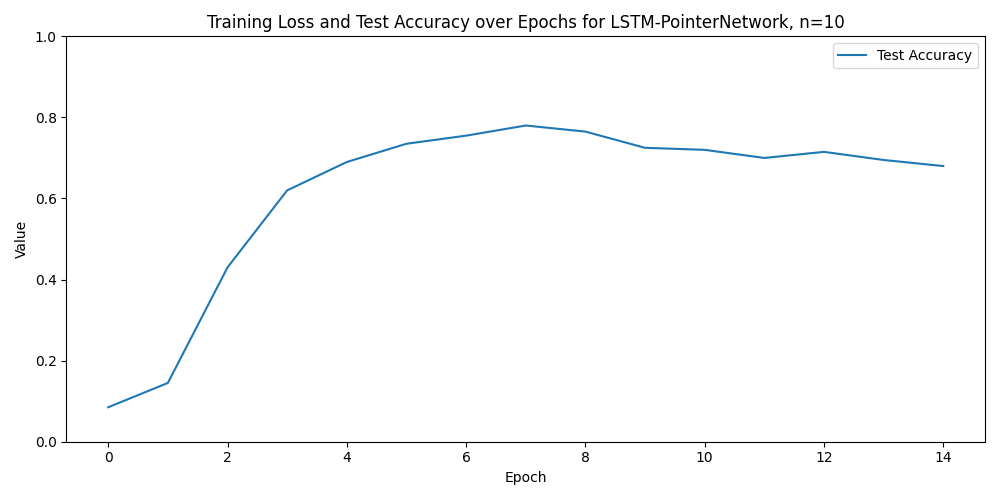 Training Loss and Test Accuracy over Epochs for LSTM-PointerNetwork, n=10
Test Accuracy
1.0
0.8
0.6
0.4
0.2
0.0
Value
0 2 4 6 8 10 12 14
Epoch